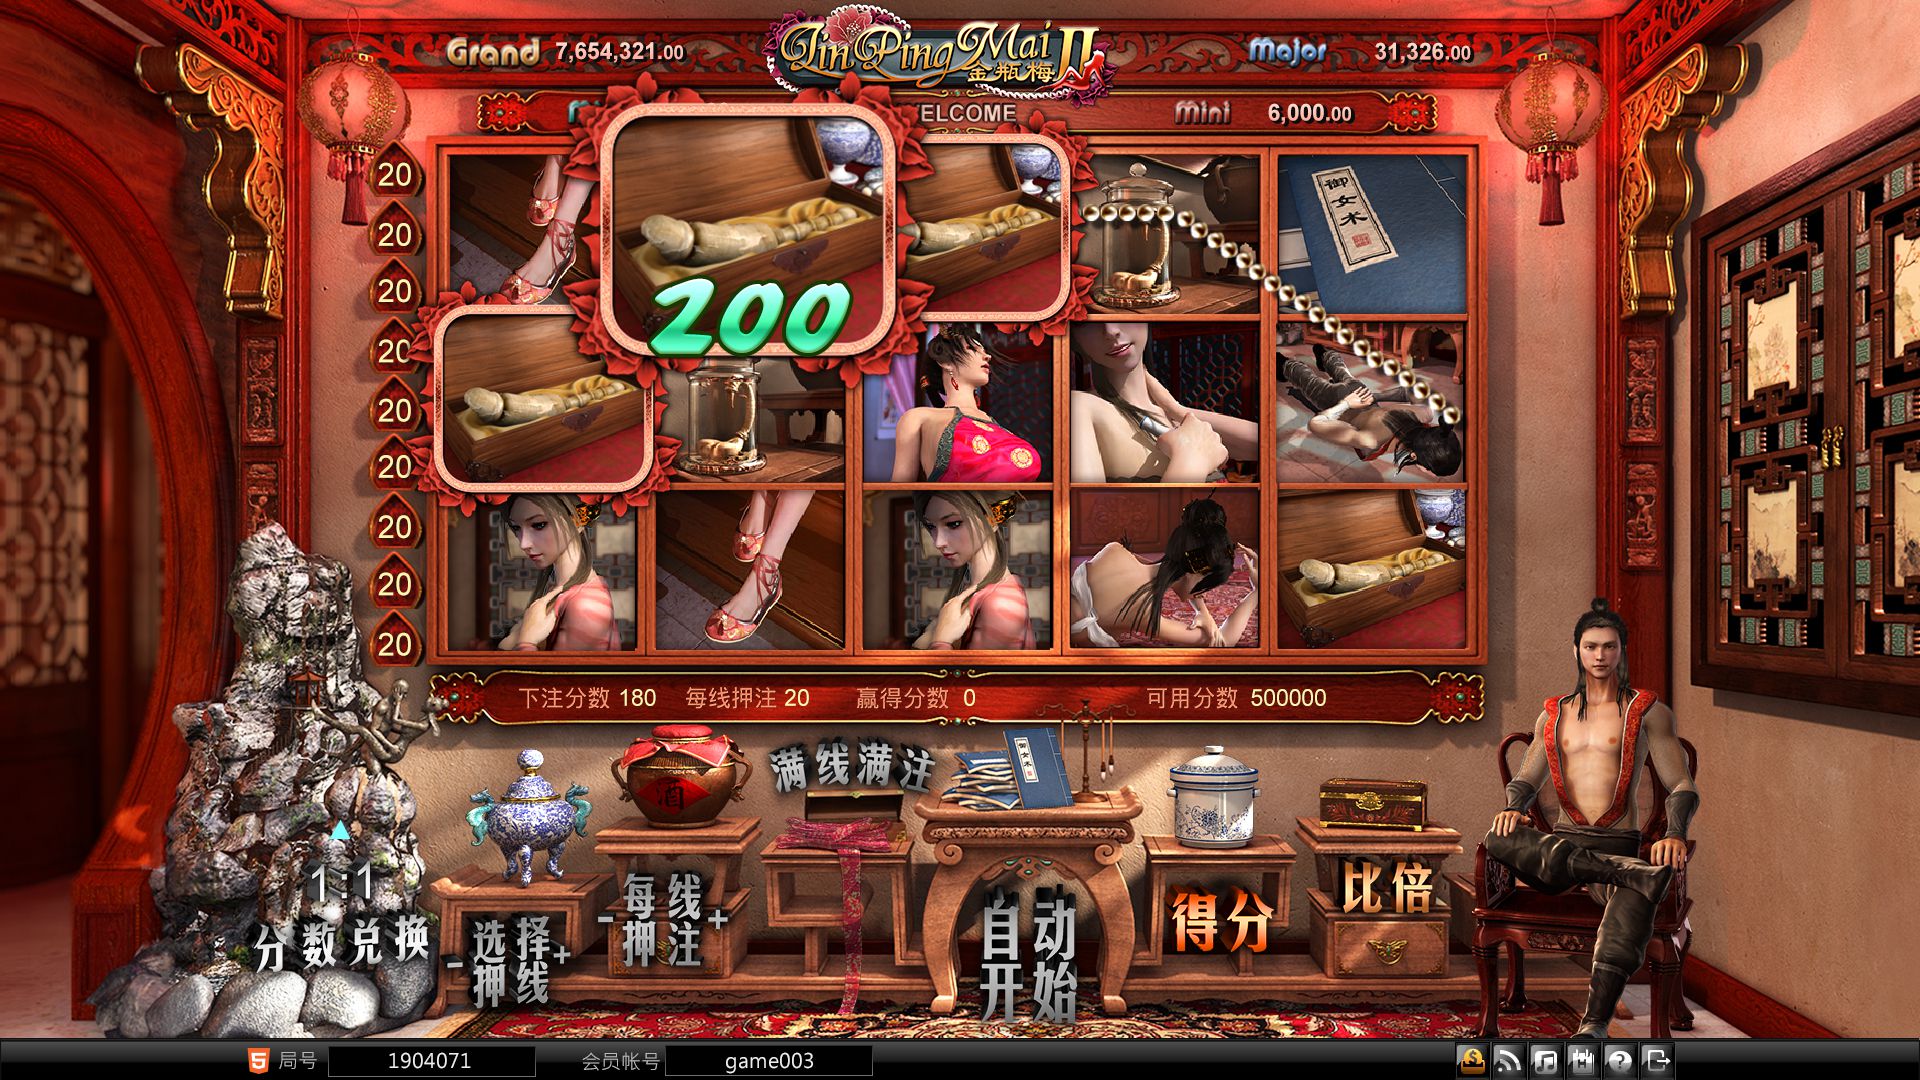 Jin Ping Mai II
金瓶梅
Grand 7,654,321.00
Major 31,326.00
ELCOME
Mini 6,000.00
20
20
20
20
20
20
20
20
20
御女术
200
下注分数 180 每线押注 20 赢得分数 0 可用分数 500000
满线满注
御女术
酒
1:1
分数兑换
- 选择押线 +
- 每线押注 +
自动开始
得分
比倍
5 局号 1904071 会员帐号 game003
$
?